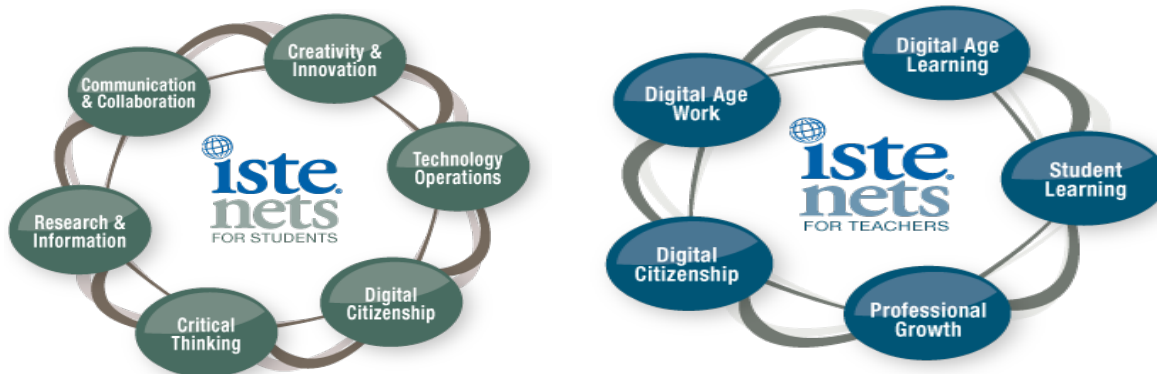 Creativity &
Innovation
Communication
& Collaboration
Technology
Operations
iste®
nets
FOR STUDENTS
Research &
Information
Digital
Citizenship
Critical
Thinking
Digital Age
Learning
Digital Age
Work
Student
Learning
iste®
nets
FOR TEACHERS
Digital
Citizenship
Professional
Growth